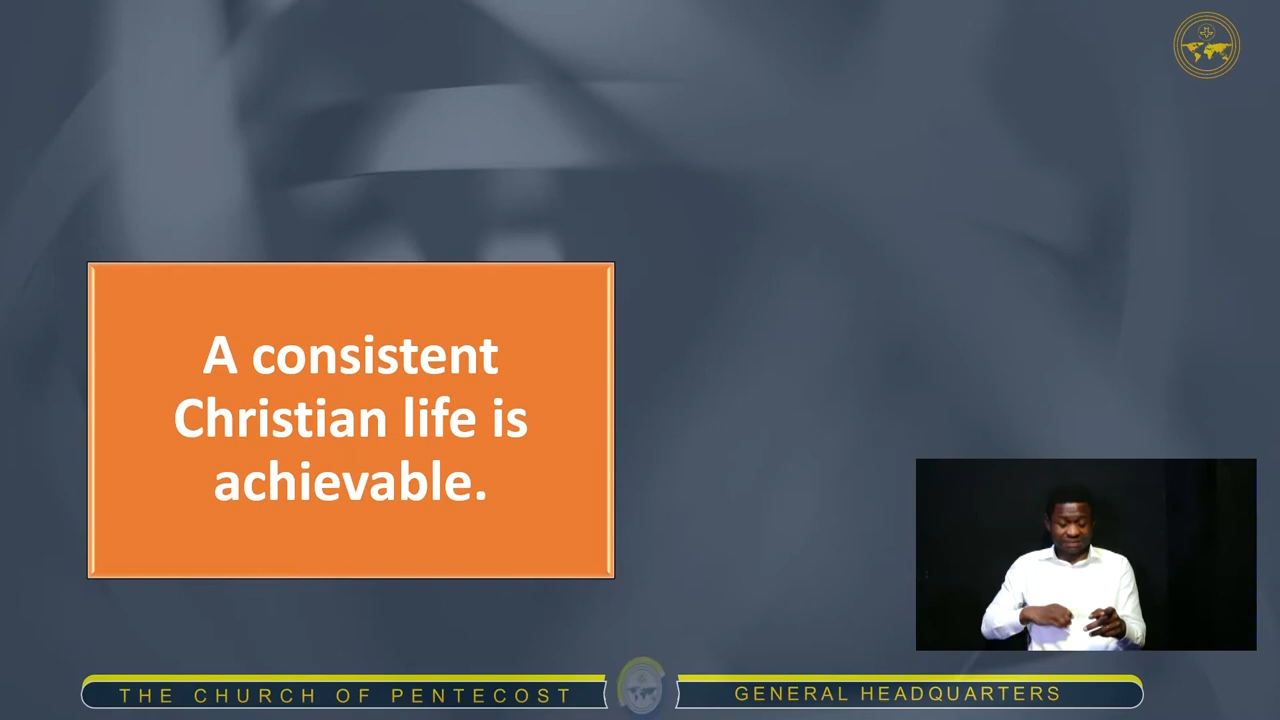 A consistent
Christian life is
achievable.
THE CHURCH OF PENTECOST
GENERAL HEADQUARTERS